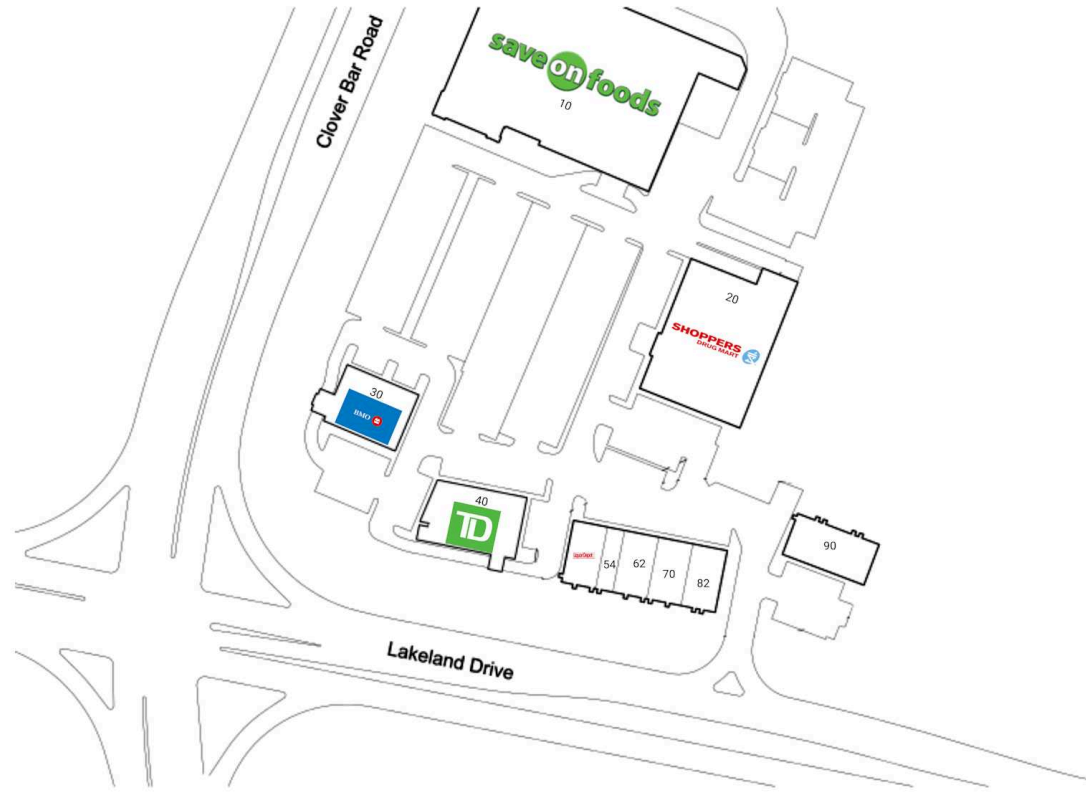 Clover Bar Road
save on foods
10
20
SHOPPERS
DRUG MART
30
BMO
40
TD
54
62
70
82
90
Lakeland Drive